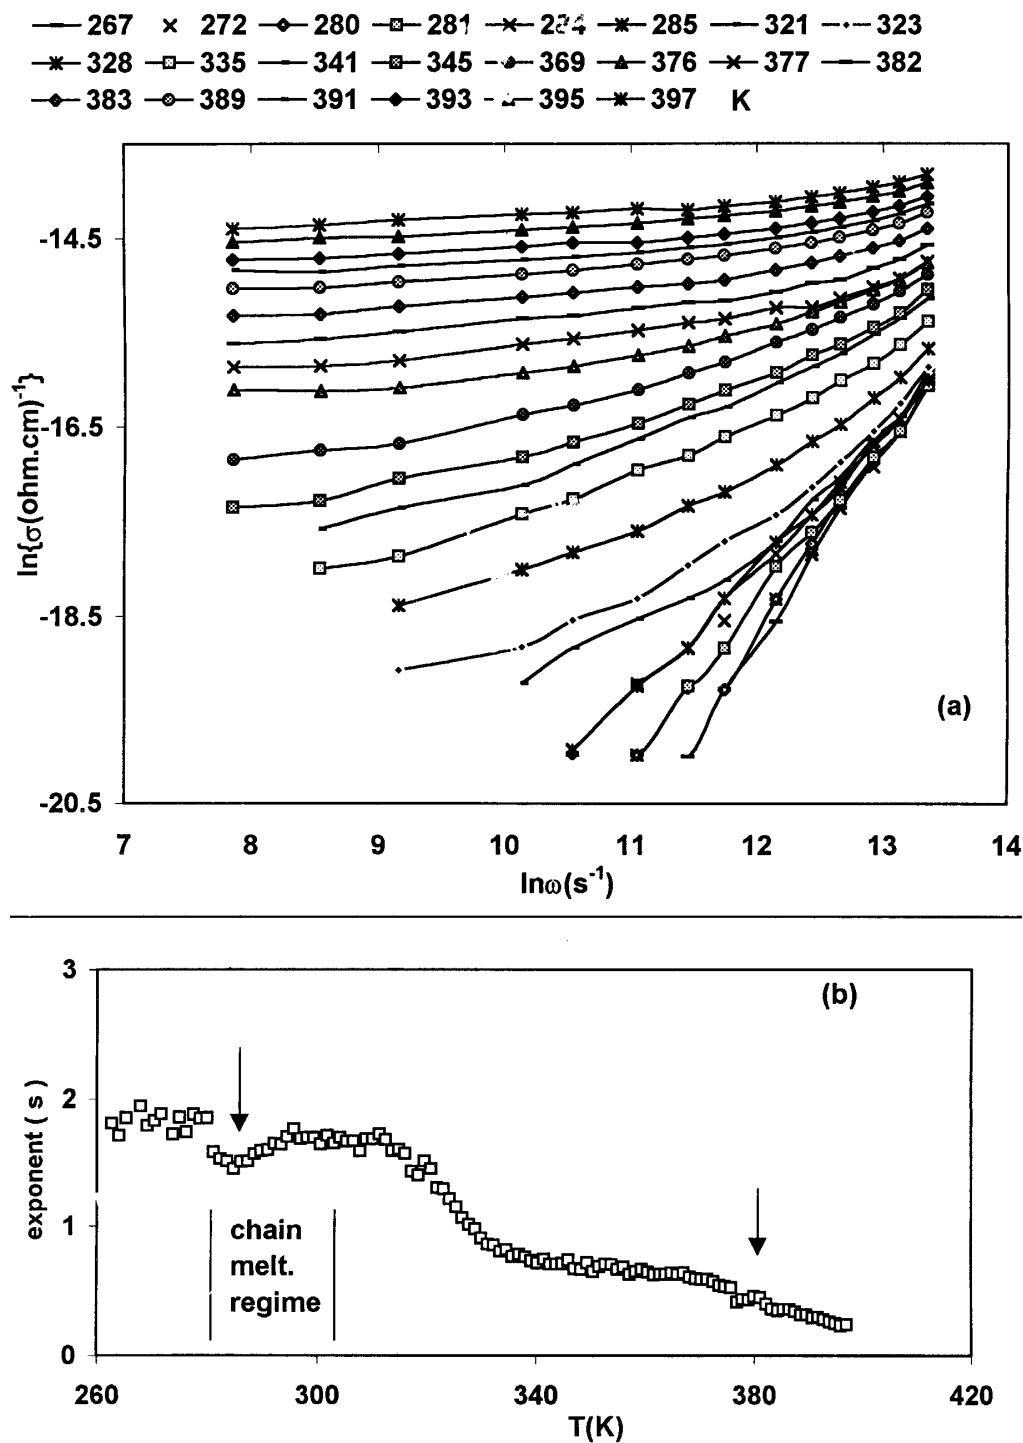 267 272 280 281 284 285 321 323
328 335 341 345 369 376 377 382
383 389 391 393 395 397 K
-14.5
-16.5
-18.5
-20.5
ln{σ(ohm.cm)⁻¹}
(a)
7 8 9 10 11 12 13 14
lnω(s⁻¹)
(b)
3
2
1
0
exponent ( s )
chain
melt.
regime
260 300 340 380 420
T(K)